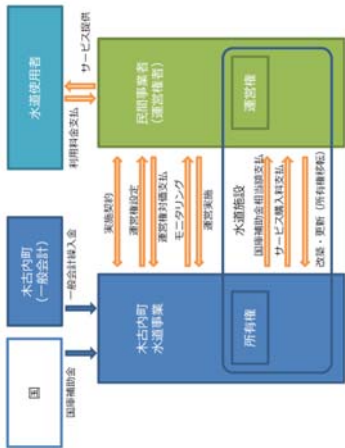 国
木古内町
(一般会計)
水道使用者
国庫補助金
一般会計繰入金
利用料金支払
サービス提供
木古内町
水道事業
民間事業者
(運営権者)
実施契約
運営権設定
運営権対価支払
モニタリング
運営実施
水道施設
所有権
運営権
国庫補助金相当額支払
サービス購入料支払
改築・更新(所有権移転)